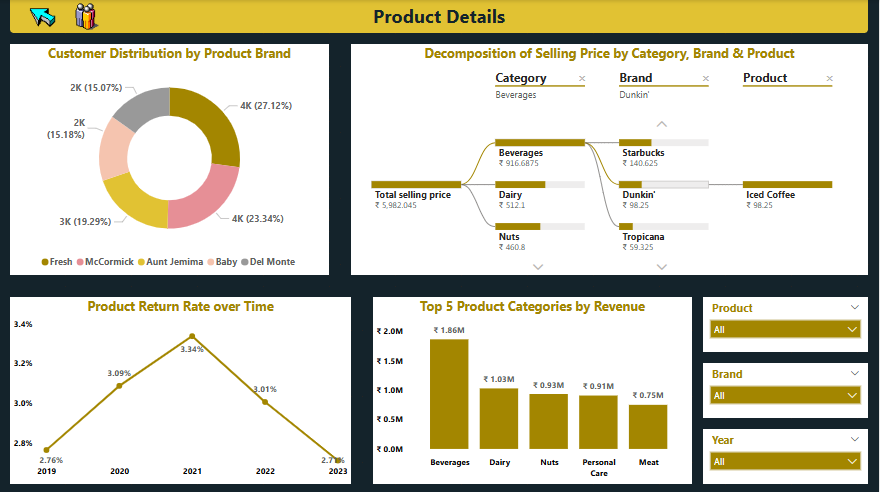 Product Details
Customer Distribution by Product Brand
2K (15.07%)
4K (27.12%)
2K
(15.18%)
3K (19.29%)
4K (23.34%)
Fresh McCormick Aunt Jemima Baby Del Monte
Decomposition of Selling Price by Category, Brand & Product
Category
Beverages
Brand
Dunkin'
Product
Total selling price
₹ 5,982.045
Beverages
₹ 916.6875
Dairy
₹ 512.1
Nuts
₹ 460.8
Starbucks
₹ 140.625
Dunkin'
₹ 98.25
Tropicana
₹ 59.325
Iced Coffee
₹ 98.25
Product Return Rate over Time
3.4%
3.2%
3.0%
2.8%
2.76%
3.09%
3.34%
3.01%
2019 2020 2021 2022 2023
Top 5 Product Categories by Revenue
₹ 2.0M
₹ 1.5M
₹ 1.0M
₹ 0.5M
₹ 0.0M
₹ 1.86M
₹ 1.03M
₹ 0.93M
₹ 0.91M
₹ 0.75M
Beverages Dairy Nuts Personal Care Meat
Product
All
Brand
All
Year
All